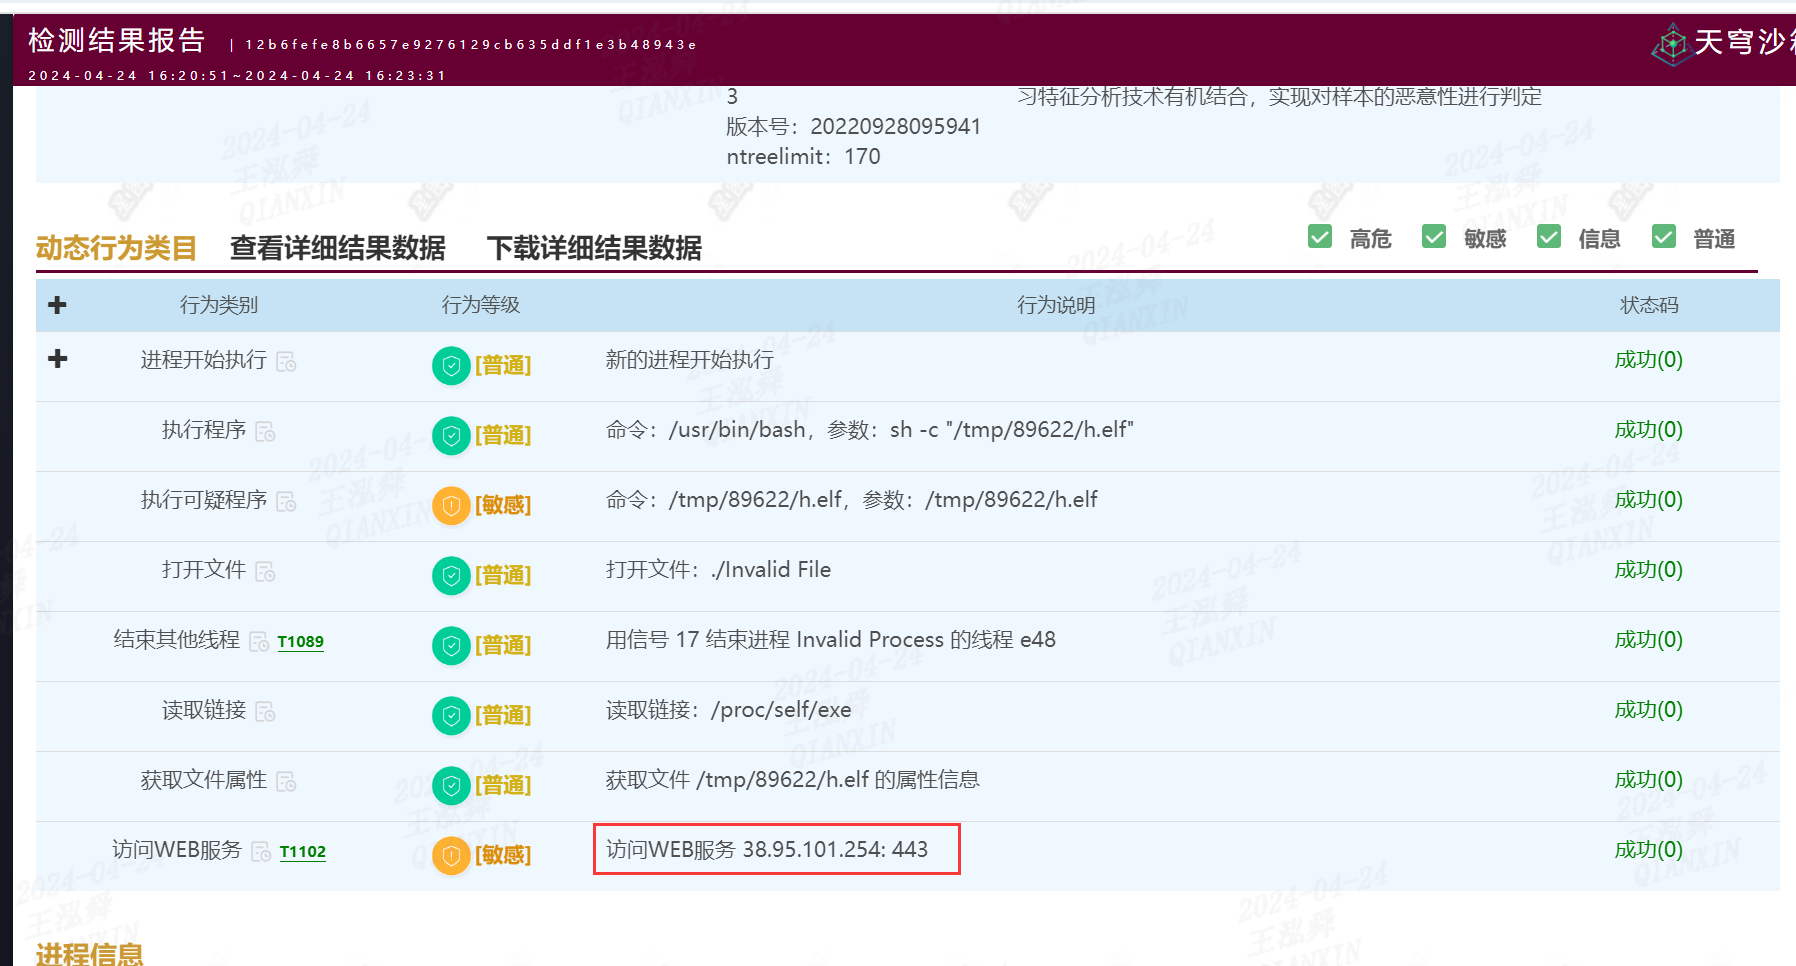 检测结果报告 | 12b6fefe8b6657e9276129cb635ddf1e3b48943e
2024-04-24 16:20:51~2024-04-24 16:23:31
天穹沙
3
习特征分析技术有机结合，实现对样本的恶意性进行判定
版本号：20220928095941
ntreelimit：170
动态行为类目 查看详细结果数据 下载详细结果数据
高危 敏感 信息 普通
行为类别 行为等级 行为说明 状态码
进程开始执行 [普通] 新的进程开始执行 成功(0)
执行程序 [普通] 命令：/usr/bin/bash，参数：sh -c "/tmp/89622/h.elf" 成功(0)
执行可疑程序 [敏感] 命令：/tmp/89622/h.elf，参数：/tmp/89622/h.elf 成功(0)
打开文件 [普通] 打开文件：./Invalid File 成功(0)
结束其他线程 T1089 [普通] 用信号 17 结束进程 Invalid Process 的线程 e48 成功(0)
读取链接 [普通] 读取链接：/proc/self/exe 成功(0)
获取文件属性 [普通] 获取文件 /tmp/89622/h.elf 的属性信息 成功(0)
访问WEB服务 T1102 [敏感] 访问WEB服务 38.95.101.254: 443 成功(0)
进程信息
2024-04-24
王泓舜
QIANXIN